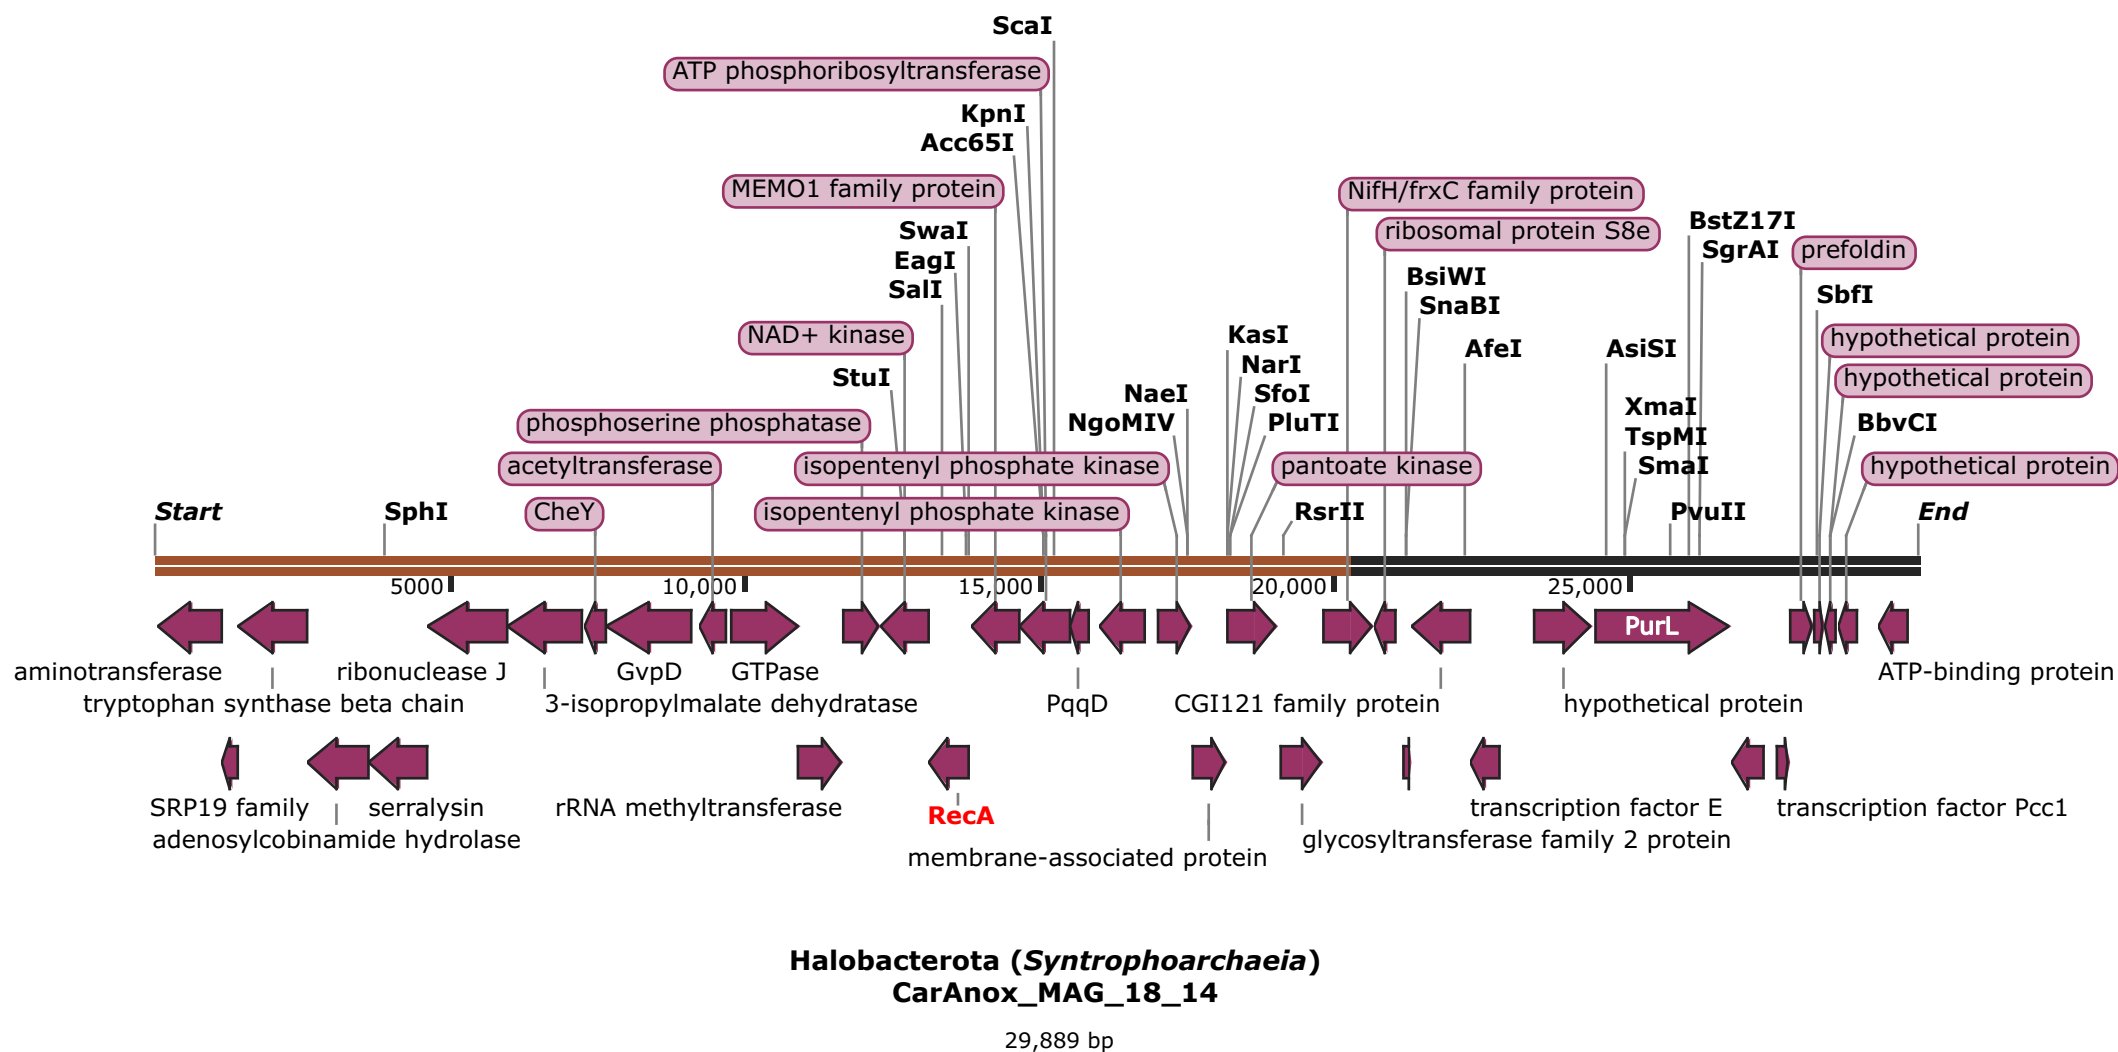 ScaI
ATP phosphoribosyltransferase
KpnI
Acc65I
MEMO1 family protein
NifH/frxC family protein
SwaI
ribosomal protein S8e
BstZ17I
EagI
SgrAI
prefoldin
SalI
BsiWI
SnaBI
SbfI
NAD+ kinase
KasI
hypothetical protein
NarI
AfeI
AsiSI
StuI
hypothetical protein
NaeI
SfoI
XmaI
phosphoserine phosphatase
NgoMIV
PluTI
BbvCI
TspMI
acetyltransferase
isopentenyl phosphate kinase
pantoate kinase
SmaI
hypothetical protein
Start
SphI
CheY
isopentenyl phosphate kinase
RsrII
PvuII
End
5000
10,000
15,000
20,000
25,000
PurL
aminotransferase
ribonuclease J
GvpD
GTPase
ATP-binding protein
tryptophan synthase beta chain
3-isopropylmalate dehydratase
PqqD
CGI121 family protein
hypothetical protein
SRP19 family
serralysin
rRNA methyltransferase
RecA
transcription factor E
transcription factor Pcc1
adenosylcobinamide hydrolase
glycosyltransferase family 2 protein
membrane-associated protein
Halobacterota (Syntrophoarchaeia)
CarAnox_MAG_18_14
29,889 bp